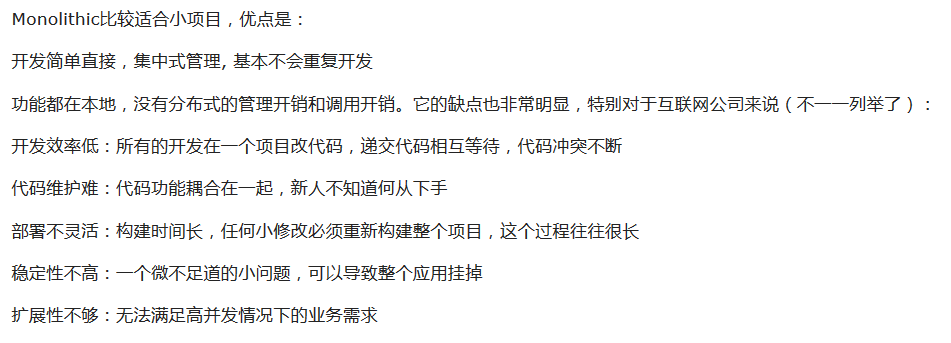 Monolithic比较适合小项目，优点是：
开发简单直接，集中式管理, 基本不会重复开发
功能都在本地，没有分布式的管理开销和调用开销。它的缺点也非常明显，特别对于互联网公司来说（不一一列举了）：
开发效率低：所有的开发在一个项目改代码，递交代码相互等待，代码冲突不断
代码维护难：代码功能耦合在一起，新人不知道何从下手
部署不灵活：构建时间长，任何小修改必须重新构建整个项目，这个过程往往很长
稳定性不高：一个微不足道的小问题，可以导致整个应用挂掉
扩展性不够：无法满足高并发情况下的业务需求